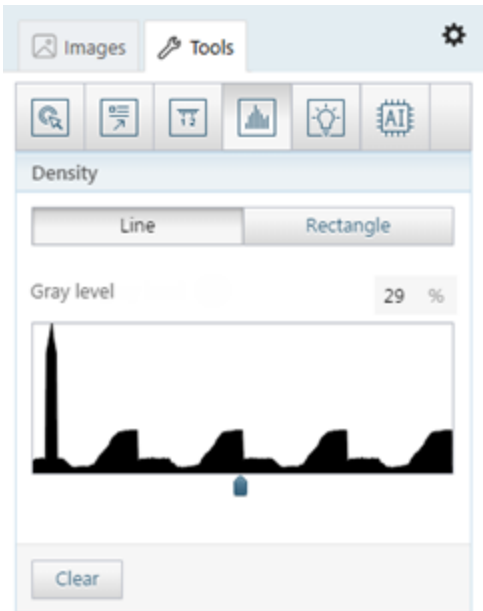 Images Tools
AI
Density
Line Rectangle
Gray level 29 %
Clear